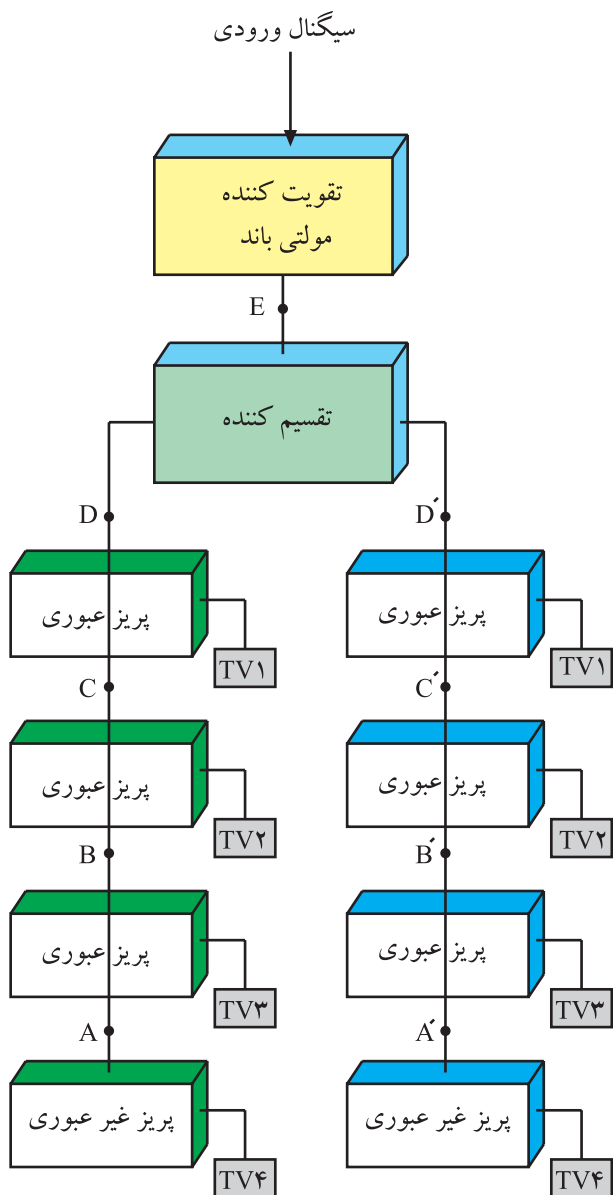 سیگنال ورودی
تقویت کننده
مولتی باند
E
تقسیم کننده
D
D´
پریز عبوری
پریز عبوری
TV۱
TV۱
C
C´
پریز عبوری
پریز عبوری
TV۲
TV۲
B
B´
پریز عبوری
پریز عبوری
TV۳
TV۳
A
A´
پریز غیر عبوری
پریز غیر عبوری
TV۴
TV۴